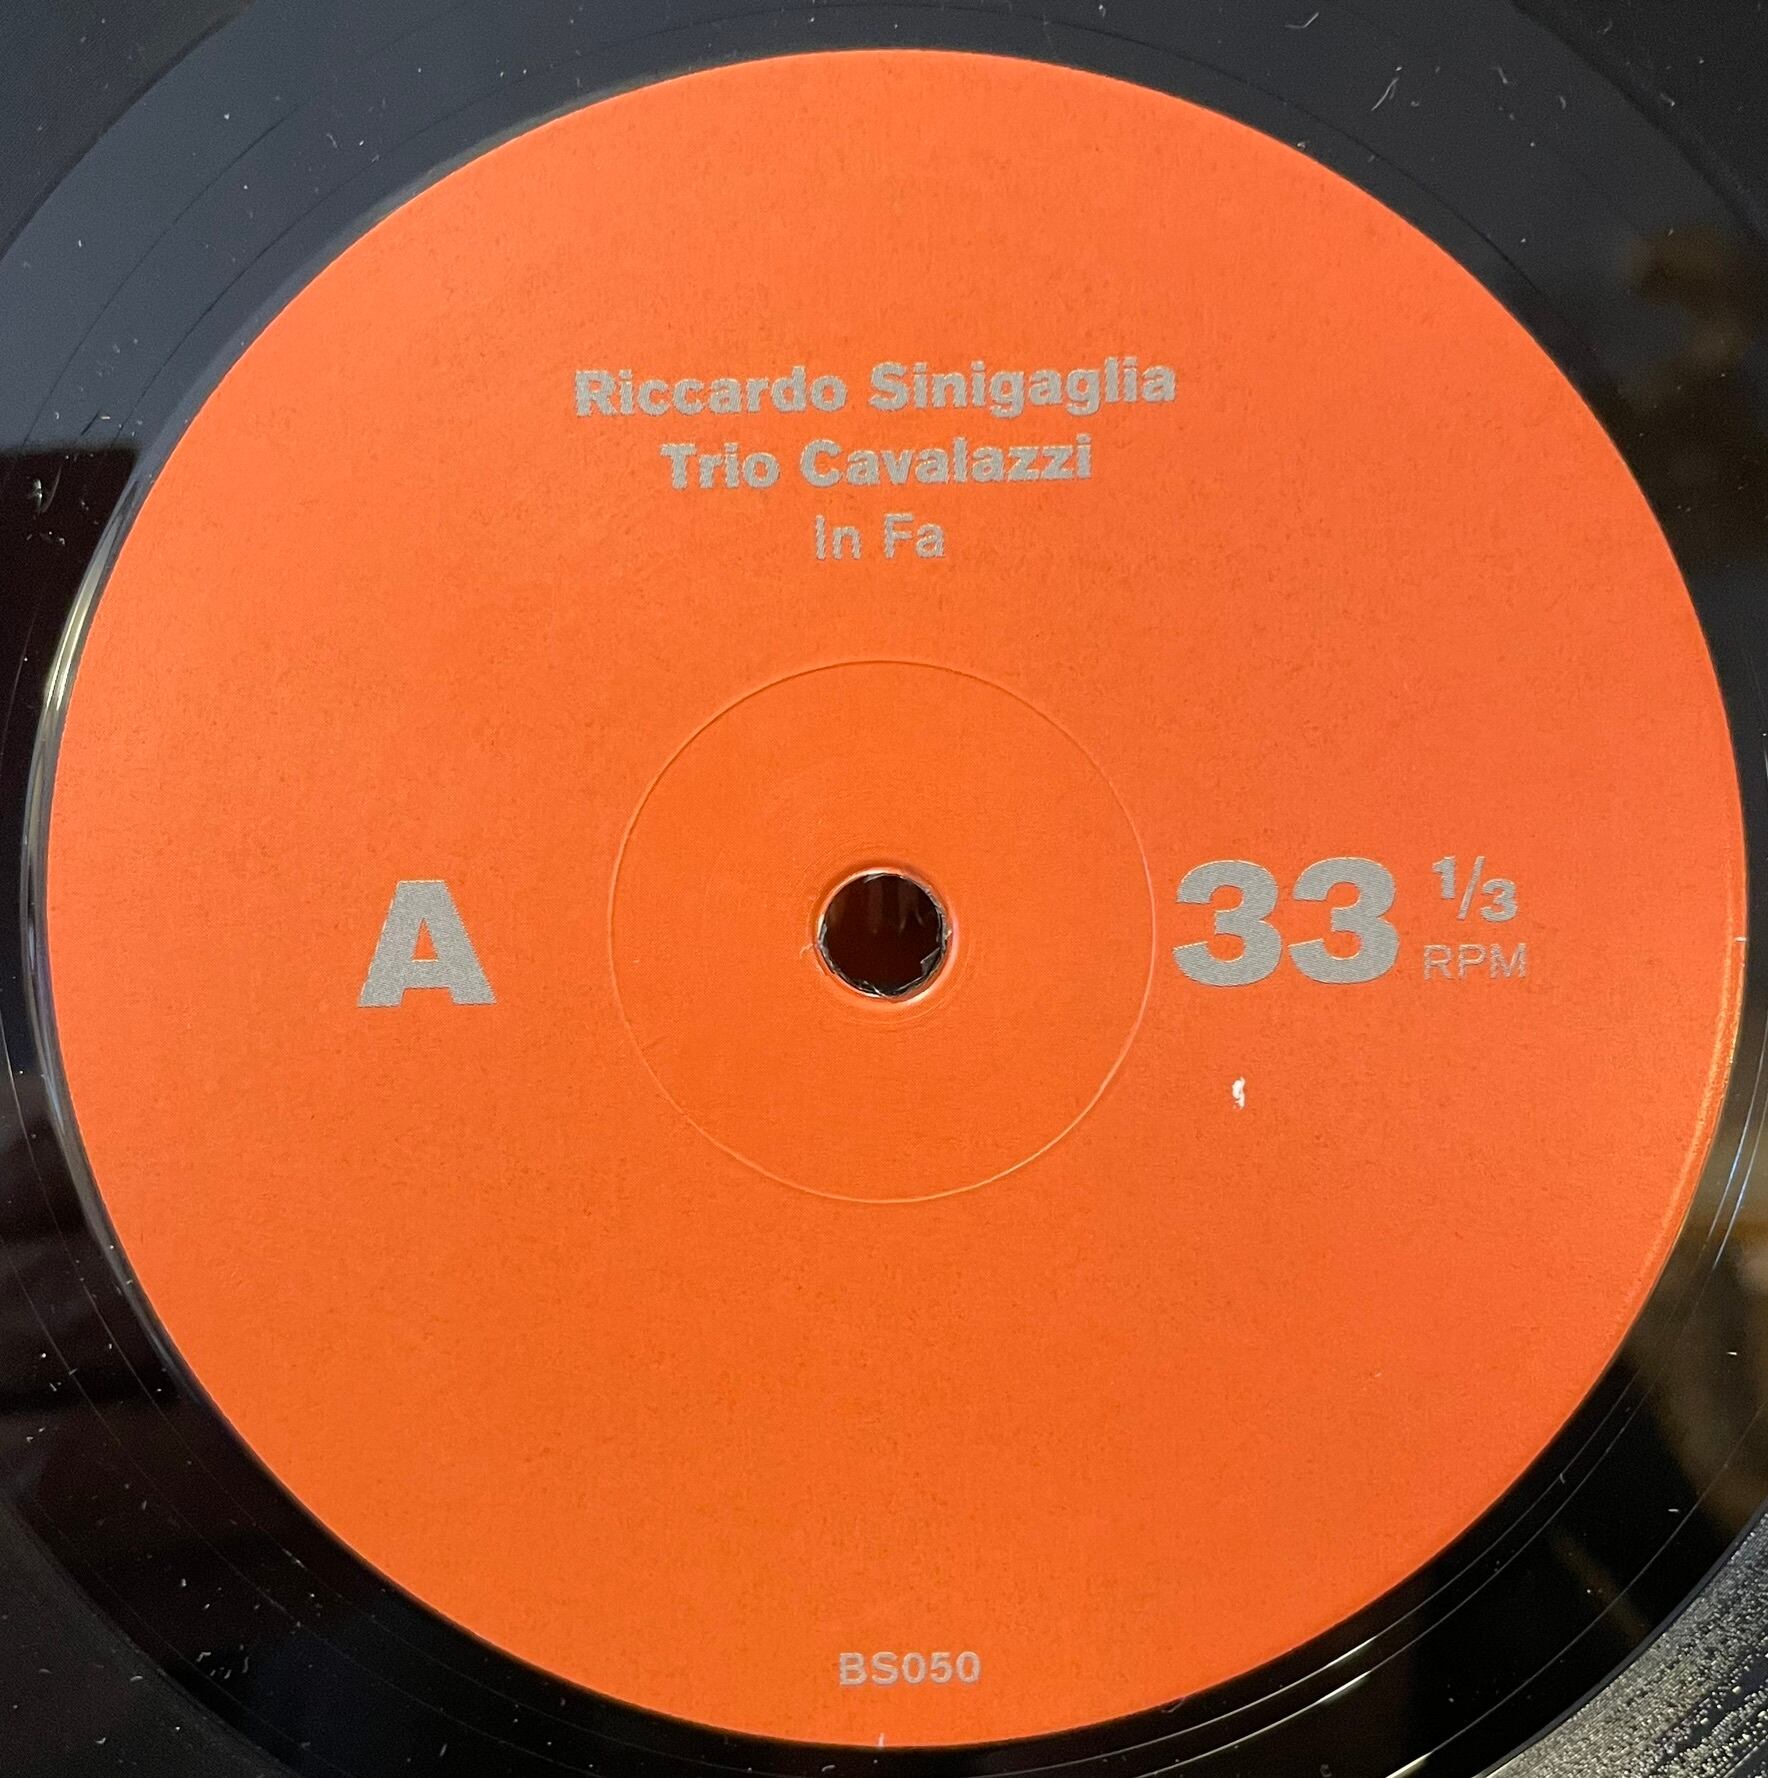 Riccardo Sinigaglia
Trio Cavalazzi
In Fa
A
33 1/3
RPM
BS050